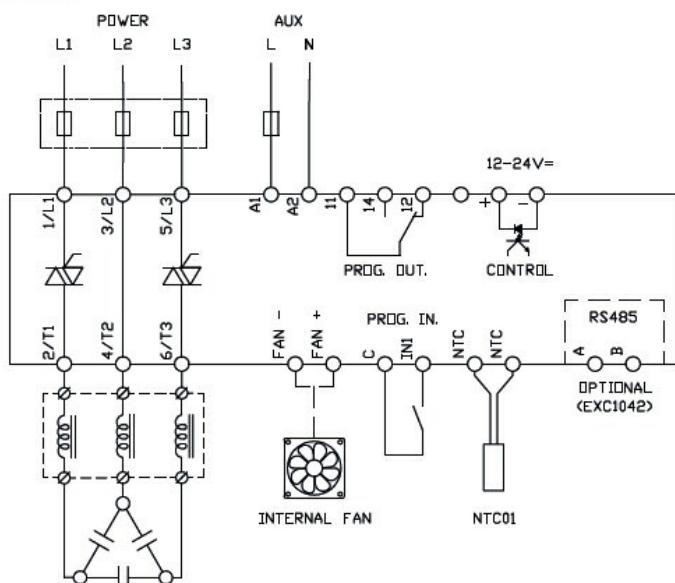 POWER
AUX
L1 L2 L3 L N
12-24V=
1/L1 3/L2 5/L3 A1 A2 11 14 12 + -
PROG. OUT. CONTROL
2/T1 4/T2 6/T3 FAN - FAN + PROG. IN. C IN1 NTC NTC RS485 A B
OPTIONAL
(EXC1042)
INTERNAL FAN NTC01